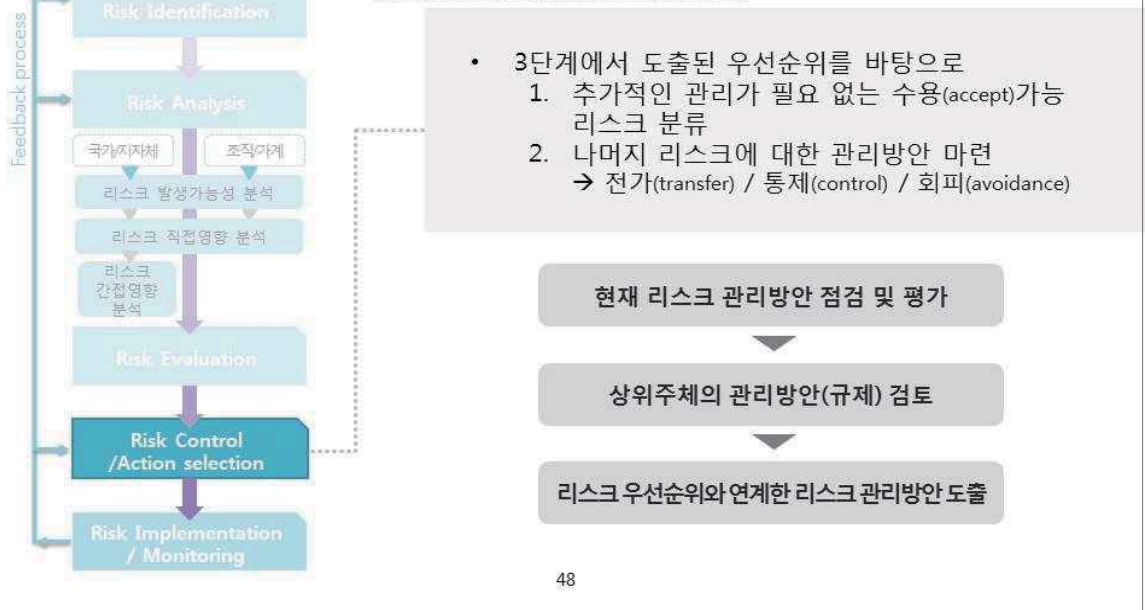 Feedback process
Risk Identification
Risk Analysis
국가/지자체
조직/가계
리스크 발생가능성 분석
리스크 직접영향 분석
리스크
간접영향
분석
Risk Evaluation
Risk Control
/Action selection
Risk Implementation
/ Monitoring
• 3단계에서 도출된 우선순위를 바탕으로
1. 추가적인 관리가 필요 없는 수용(accept)가능
리스크 분류
2. 나머지 리스크에 대한 관리방안 마련
→ 전가(transfer) / 통제(control) / 회피(avoidance)
현재 리스크 관리방안 점검 및 평가
상위주체의 관리방안(규제) 검토
리스크 우선순위와 연계한 리스크 관리방안 도출
48